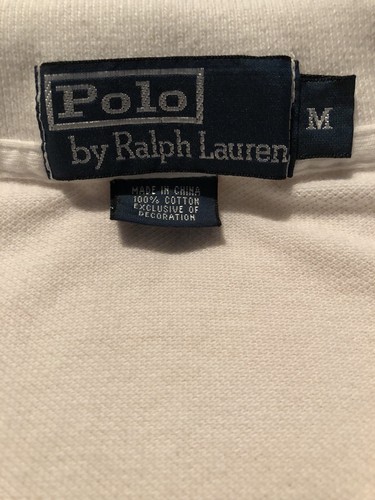 Polo
by Ralph Lauren
M
MADE IN CHINA
100% COTTON
EXCLUSIVE OF
DECORATION